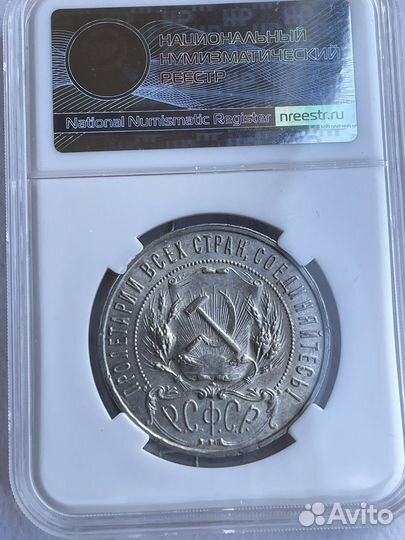 НАЦИОНАЛЬНЫЙ
НУМИЗМАТИЧЕСКИЙ
РЕЕСТР
National Numismatic Register
nreestr.ru
ПРОЛЕТАРИИ ВСЕХ СТРАН, СОЕДИНЯЙТЕСЬ!
Р.С.Ф.С.Р.
Avito